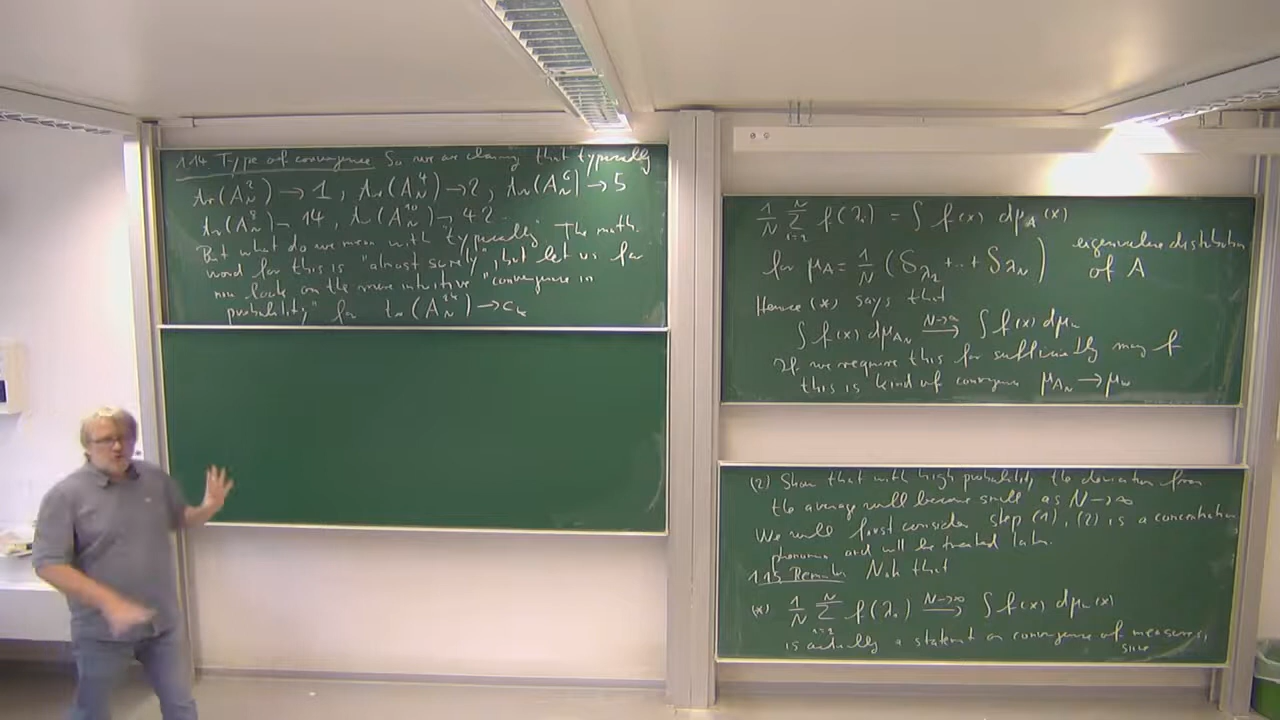 1.14 Type of convergence So we are claiming that "typically
tr(A_N^2) → 1, tr(A_N^4) → 2, tr(A_N^6) → 5
tr(A_N^8) → 14, tr(A_N^10) → 42.
But what do we mean with "typically" The math.
word for this is "almost surely", but let us for
now look on the more intuitive "convergence in
probability" for tr(A_N^2k) → c_k
1/N Σ_{i=1}^N f(λ_i) = ∫ f(x) dμ_A(x)
for μ_A = 1/N (δ_λ1 + ... + δ_λN) eigenvalue distribution
of A
Hence (*) says that
∫ f(x) dμ_{A_N} N→∞ → ∫ f(x) dμ_W
If we require this for sufficiently many f
this is kind of convergence μ_{A_N} → μ_W
(2) Show that with high probability the deviation from
the average will become small as N → ∞
We will first consider step (1), (2) is a concentration
phenomenon and will be treated later.
1.15 Remark Note that
(*) 1/N Σ_{i=1}^N f(λ_i) N→∞ → ∫ f(x) dμ_W(x)
is actually a statement on convergence of measures,
since